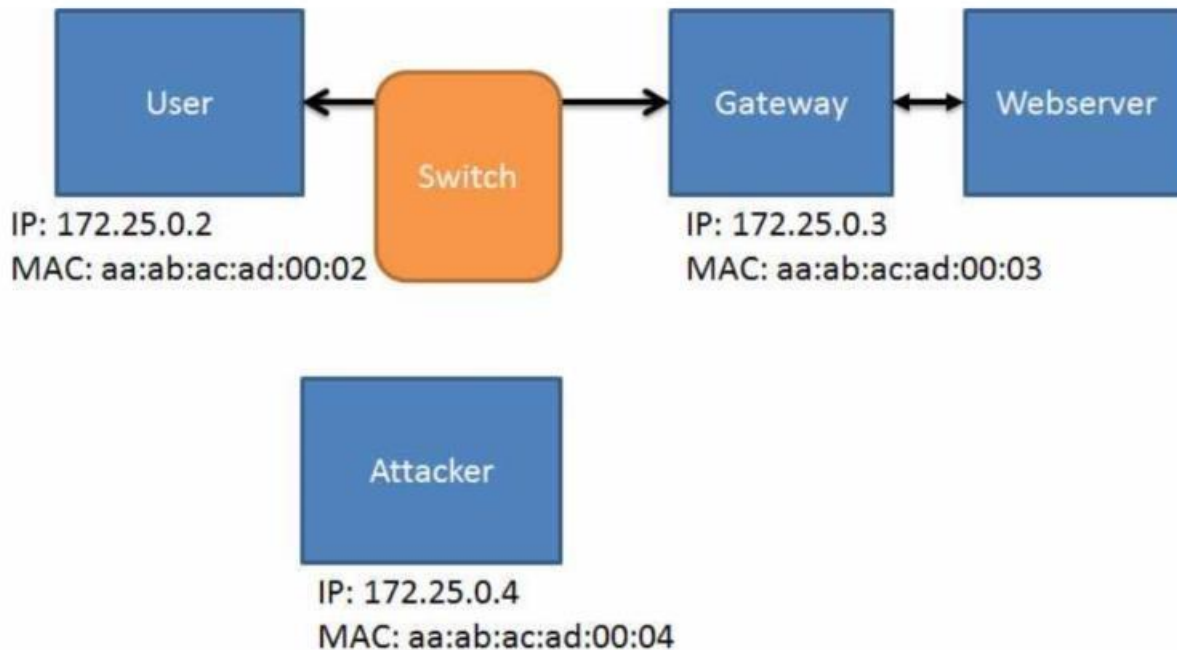 User
Switch
Gateway
Webserver
IP: 172.25.0.2
MAC: aa:ab:ac:ad:00:02
IP: 172.25.0.3
MAC: aa:ab:ac:ad:00:03
Attacker
IP: 172.25.0.4
MAC: aa:ab:ac:ad:00:04